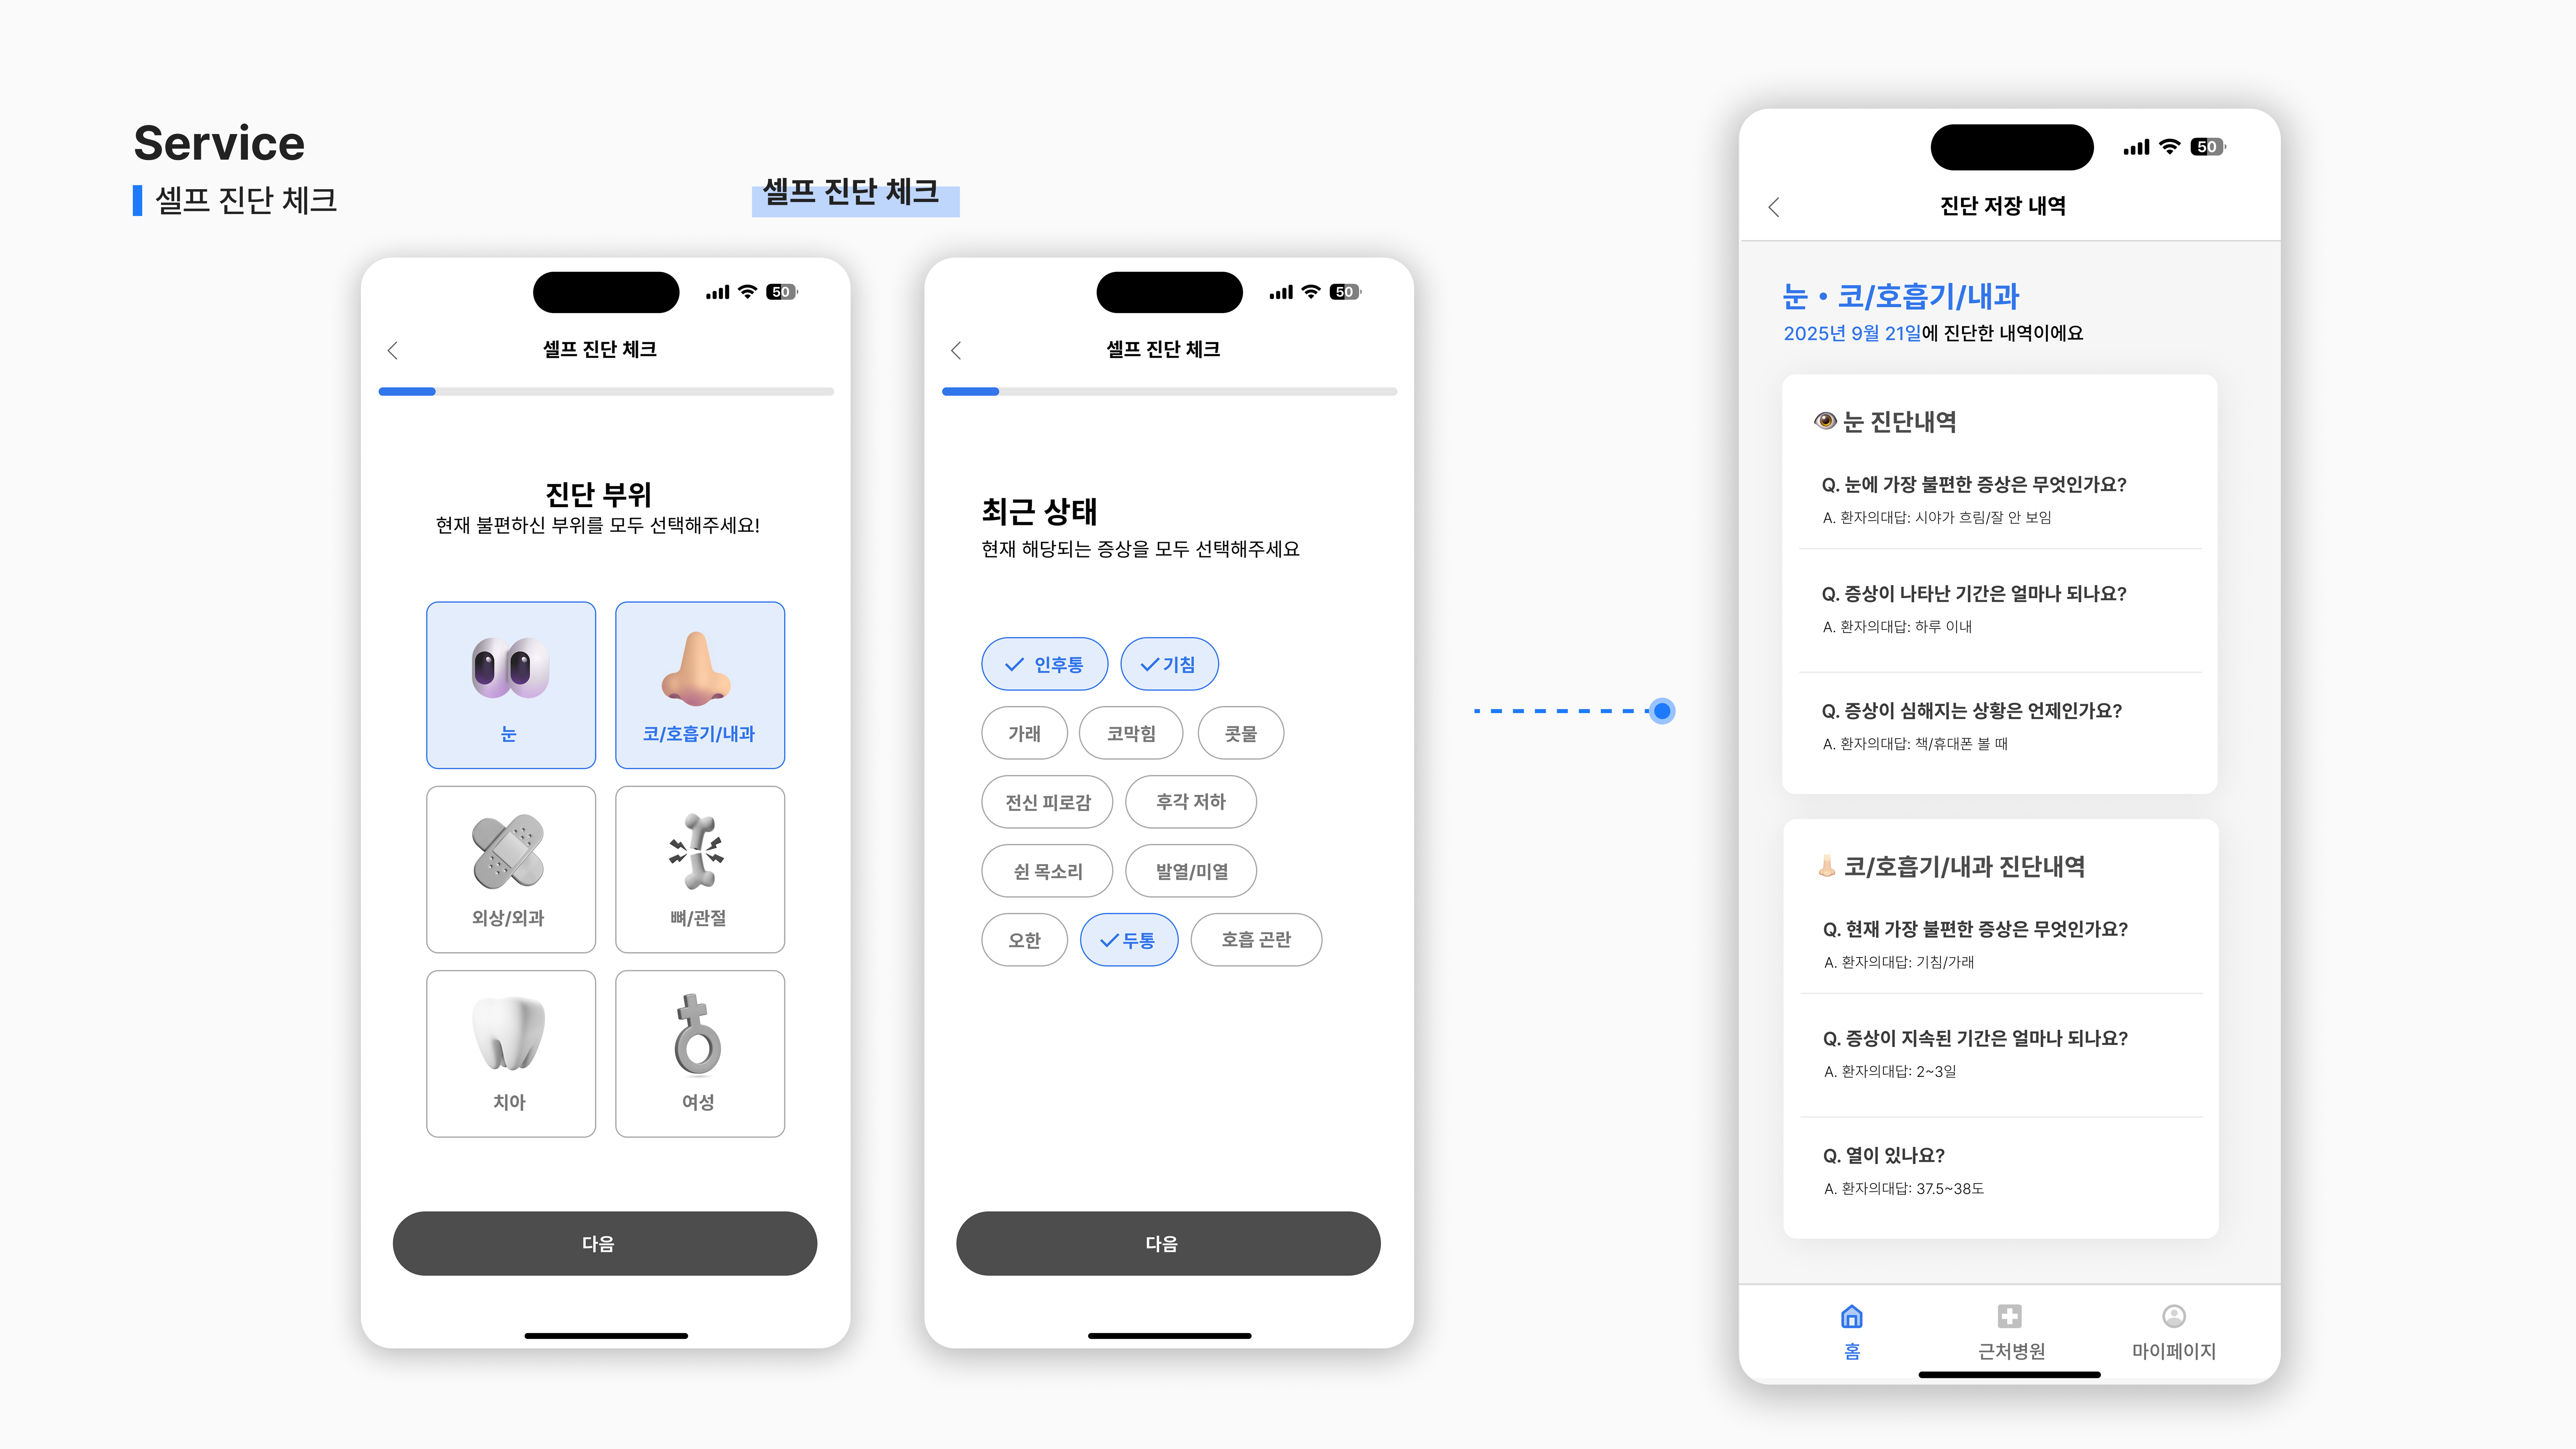 Service
셀프 진단 체크
셀프 진단 체크
50
셀프 진단 체크
진단 부위
현재 불편하신 부위를 모두 선택해주세요!
눈
코/호흡기/내과
외상/외과
뼈/관절
치아
여성
다음
50
셀프 진단 체크
최근 상태
현재 해당되는 증상을 모두 선택해주세요
인후통 기침
가래 코막힘 콧물
전신 피로감 후각 저하
쉰 목소리 발열/미열
오한 두통 호흡 곤란
다음
50
진단 저장 내역
눈 • 코/호흡기/내과
2025년 9월 21일에 진단한 내역이에요
눈 진단내역
Q. 눈에 가장 불편한 증상은 무엇인가요?
A. 환자의대답: 시야가 흐림/잘 안 보임
Q. 증상이 나타난 기간은 얼마나 되나요?
A. 환자의대답: 하루 이내
Q. 증상이 심해지는 상황은 언제인가요?
A. 환자의대답: 책/휴대폰 볼 때
코/호흡기/내과 진단내역
Q. 현재 가장 불편한 증상은 무엇인가요?
A. 환자의대답: 기침/가래
Q. 증상이 지속된 기간은 얼마나 되나요?
A. 환자의대답: 2~3일
Q. 열이 있나요?
A. 환자의대답: 37.5~38도
홈 근처병원 마이페이지